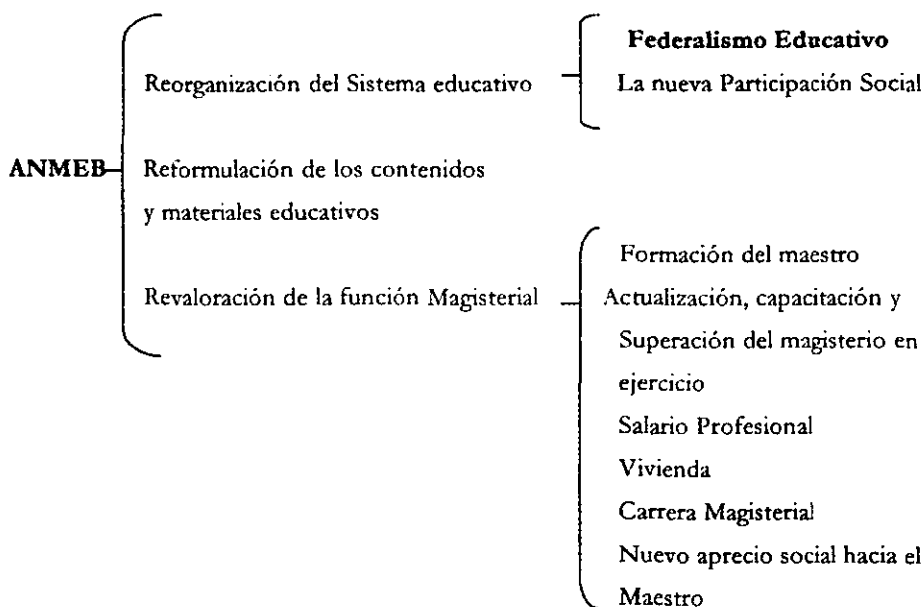 Federalismo Educativo
Reorganización del Sistema educativo
La nueva Participación Social
ANMEB
Reformulación de los contenidos
y materiales educativos
Revaloración de la función Magisterial
Formación del maestro
Actualización, capacitación y
Superación del magisterio en
ejercicio
Salario Profesional
Vivienda
Carrera Magisterial
Nuevo aprecio social hacia el
Maestro